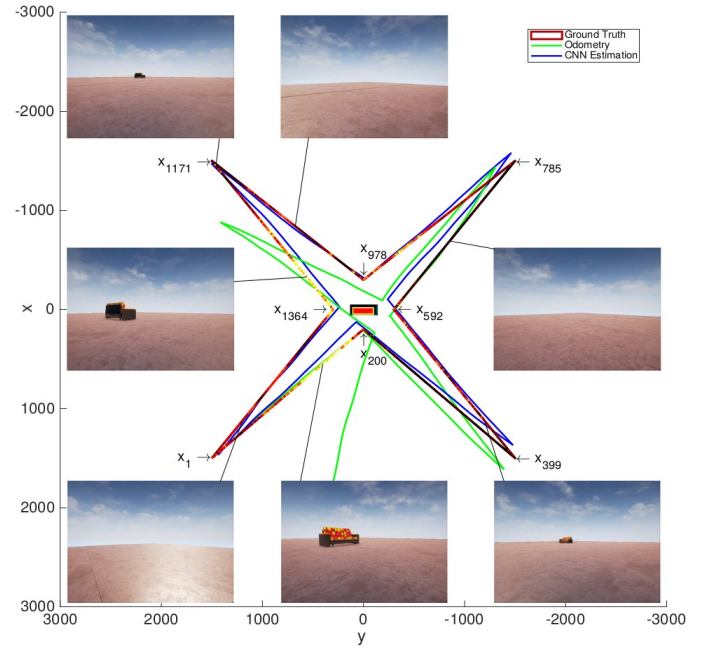 -3000
Ground Truth
Odometry
CNN Estimation
-2000
x1171
x785
-1000
x978
x
0
x1364
x592
x200
1000
x1
x399
2000
3000
3000
2000
1000
0
-1000
-2000
-3000
y